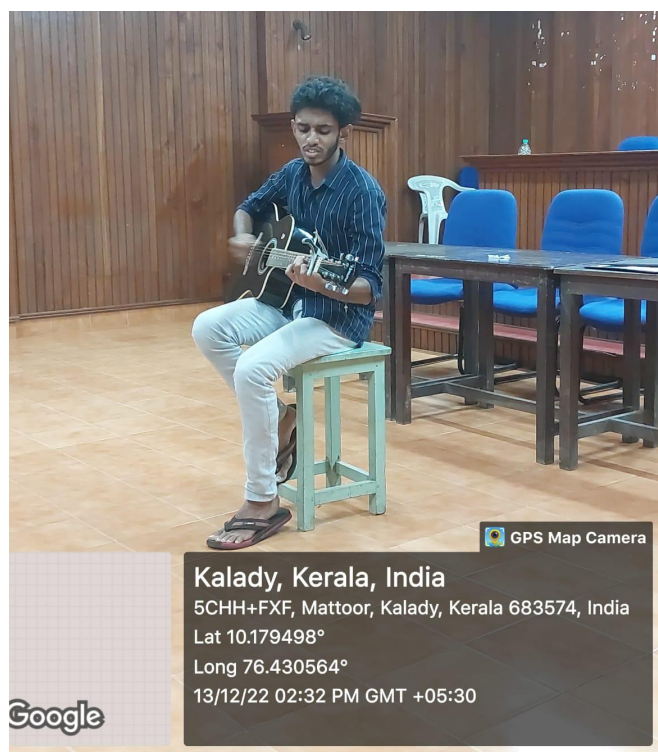 GPS Map Camera
Kalady, Kerala, India
5CHH+FXF, Mattoor, Kalady, Kerala 683574, India
Lat 10.179498°
Long 76.430564°
13/12/22 02:32 PM GMT +05:30
Google